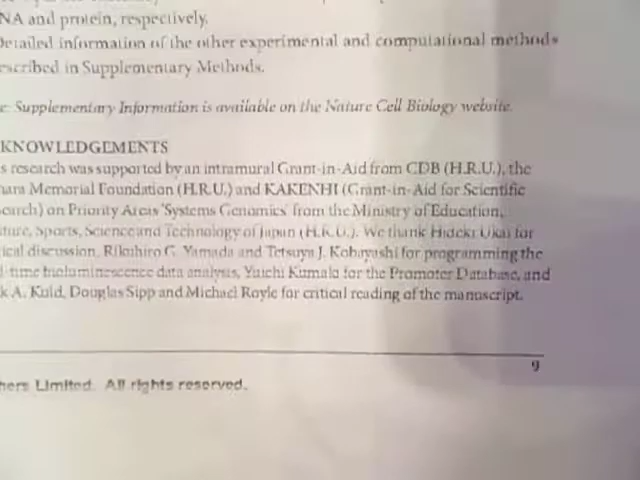 NA and protein, respectively.
Detailed information of the other experimental and computational methods
escribed in Supplementary Methods.
e: Supplementary Information is available on the Nature Cell Biology website.
KNOWLEDGEMENTS
s research was supported by an intramural Grant-in-Aid from CDB (H.R.U.), the
hara Memorial Foundation (H.R.U.) and KAKENHI (Grant-in-Aid for Scientific
earch) on Priority Areas 'Systems Genomics' from the Ministry of Education,
lture, Sports, Science and Technology of Japan (H.R.U.). We thank Hideki Ukai for
ical discussion, Rikuhiro G. Yamada and Tetsuya J. Kobayashi for programming the
l-time bioluminescence data analysis, Yuichi Kumaki for the Promoter Database, and
k A. Kuld, Douglas Sipp and Michael Royle for critical reading of the manuscript.
9
hers Limited. All rights reserved.